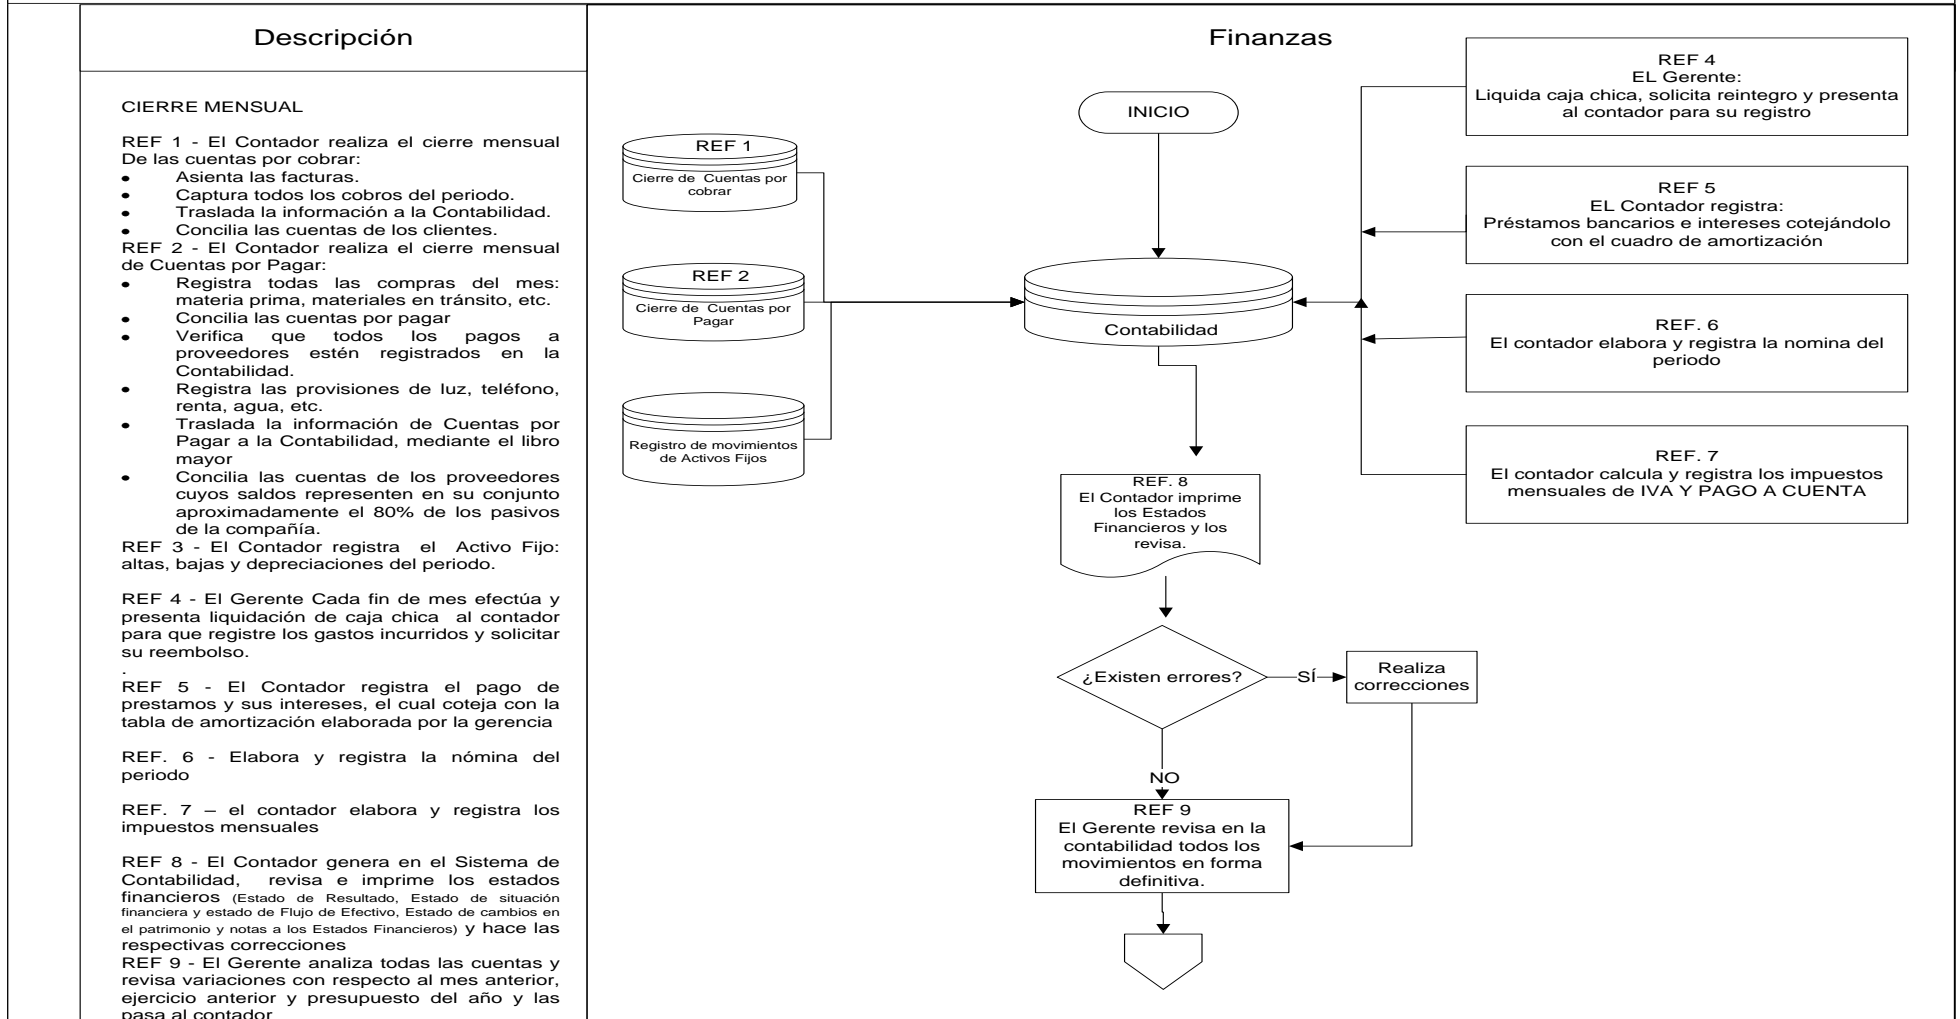 Descripción
CIERRE MENSUAL
REF 1 - El Contador realiza el cierre mensual
De las cuentas por cobrar:
• Asienta las facturas.
• Captura todos los cobros del periodo.
• Traslada la información a la Contabilidad.
• Concilia las cuentas de los clientes.
REF 2 - El Contador realiza el cierre mensual
de Cuentas por Pagar:
• Registra todas las compras del mes:
materia prima, materiales en tránsito, etc.
• Concilia las cuentas por pagar
• Verifica que todos los pagos a
proveedores estén registrados en la
Contabilidad.
• Registra las provisiones de luz, teléfono,
renta, agua, etc.
• Traslada la información de Cuentas por
Pagar a la Contabilidad, mediante el libro
mayor
• Concilia las cuentas de los proveedores
cuyos saldos representen en su conjunto
aproximadamente el 80% de los pasivos
de la compañía.
REF 3 - El Contador registra el Activo Fijo:
altas, bajas y depreciaciones del periodo.
REF 4 - El Gerente Cada fin de mes efectúa y
presenta liquidación de caja chica al contador
para que registre los gastos incurridos y solicitar
su reembolso.
.
REF 5 - El Contador registra el pago de
prestamos y sus intereses, el cual coteja con la
tabla de amortización elaborada por la gerencia
REF. 6 - Elabora y registra la nómina del
periodo
REF. 7 – el contador elabora y registra los
impuestos mensuales
REF 8 - El Contador genera en el Sistema de
Contabilidad, revisa e imprime los estados
financieros (Estado de Resultado, Estado de situación
financiera y estado de Flujo de Efectivo, Estado de cambios en
el patrimonio y notas a los Estados Financieros) y hace las
respectivas correcciones
REF 9 - El Gerente analiza todas las cuentas y
revisa variaciones con respecto al mes anterior,
ejercicio anterior y presupuesto del año y las
pasa al contador
Finanzas
INICIO
REF 1
Cierre de Cuentas por
cobrar
REF 2
Cierre de Cuentas por
Pagar
Registro de movimientos
de Activos Fijos
Contabilidad
REF 4
EL Gerente:
Liquida caja chica, solicita reintegro y presenta
al contador para su registro
REF 5
EL Contador registra:
Préstamos bancarios e intereses cotejándolo
con el cuadro de amortización
REF. 6
El contador elabora y registra la nomina del
periodo
REF. 7
El contador calcula y registra los impuestos
mensuales de IVA Y PAGO A CUENTA
REF. 8
El Contador imprime
los Estados
Financieros y los
revisa.
¿Existen errores?
SÍ
Realiza
correcciones
NO
REF 9
El Gerente revisa en la
contabilidad todos los
movimientos en forma
definitiva.